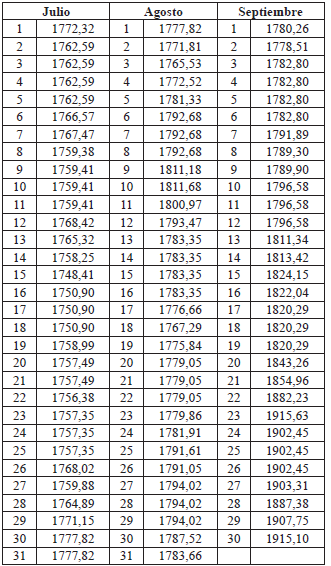 Julio Agosto Septiembre
1 1772,32 1 1777,82 1 1780,26
2 1762,59 2 1771,81 2 1778,51
3 1762,59 3 1765,53 3 1782,80
4 1762,59 4 1772,52 4 1782,80
5 1762,59 5 1781,33 5 1782,80
6 1766,57 6 1792,68 6 1782,80
7 1767,47 7 1792,68 7 1791,89
8 1759,38 8 1792,68 8 1789,30
9 1759,41 9 1811,18 9 1789,90
10 1759,41 10 1811,68 10 1796,58
11 1759,41 11 1800,97 11 1796,58
12 1768,42 12 1793,47 12 1796,58
13 1765,32 13 1783,35 13 1811,34
14 1758,25 14 1783,35 14 1813,42
15 1748,41 15 1783,35 15 1824,15
16 1750,90 16 1783,35 16 1822,04
17 1750,90 17 1776,66 17 1820,29
18 1750,90 18 1767,29 18 1820,29
19 1758,99 19 1775,84 19 1820,29
20 1757,49 20 1779,05 20 1843,26
21 1757,49 21 1779,05 21 1854,96
22 1756,38 22 1779,05 22 1882,23
23 1757,35 23 1779,86 23 1915,63
24 1757,35 24 1781,91 24 1902,45
25 1757,35 25 1791,61 25 1902,45
26 1768,02 26 1791,05 26 1902,45
27 1759,88 27 1794,02 27 1903,31
28 1764,89 28 1794,02 28 1887,38
29 1771,15 29 1794,02 29 1907,75
30 1777,82 30 1787,52 30 1915,10
31 1777,82 31 1783,66